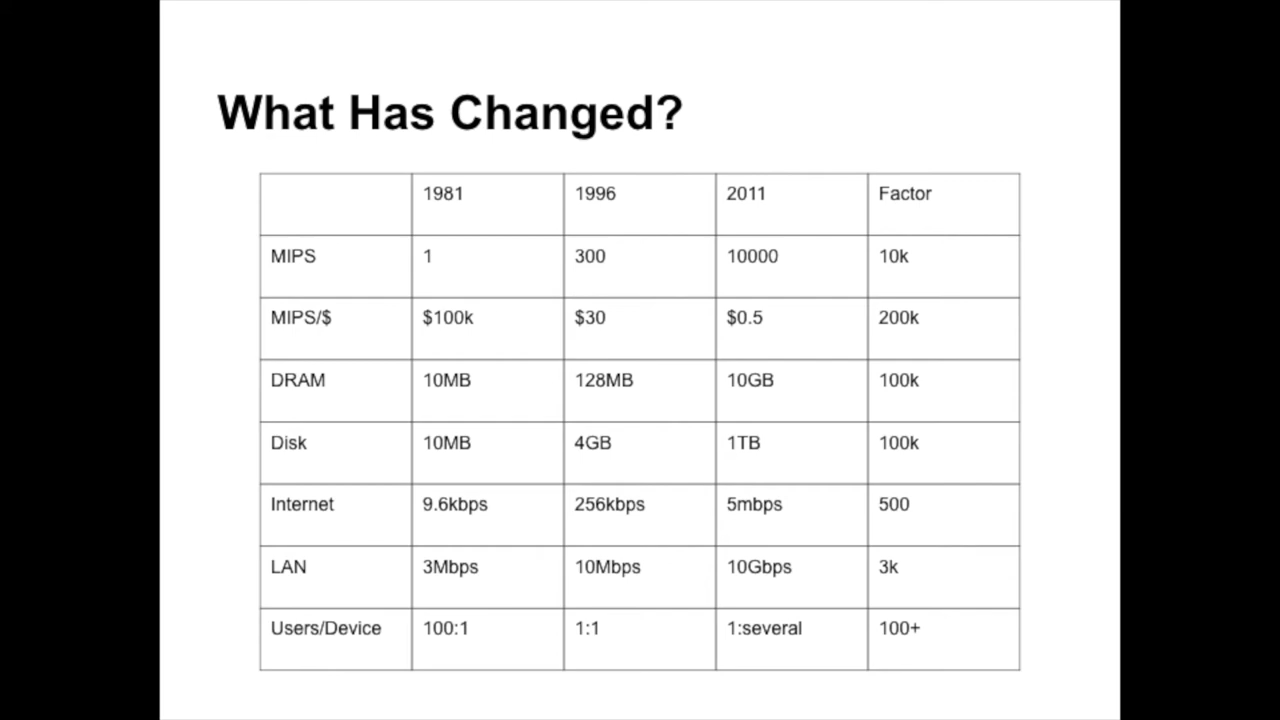 What Has Changed?
1981 1996 2011 Factor
MIPS 1 300 10000 10k
MIPS/$ $100k $30 $0.5 200k
DRAM 10MB 128MB 10GB 100k
Disk 10MB 4GB 1TB 100k
Internet 9.6kbps 256kbps 5mbps 500
LAN 3Mbps 10Mbps 10Gbps 3k
Users/Device 100:1 1:1 1:several 100+